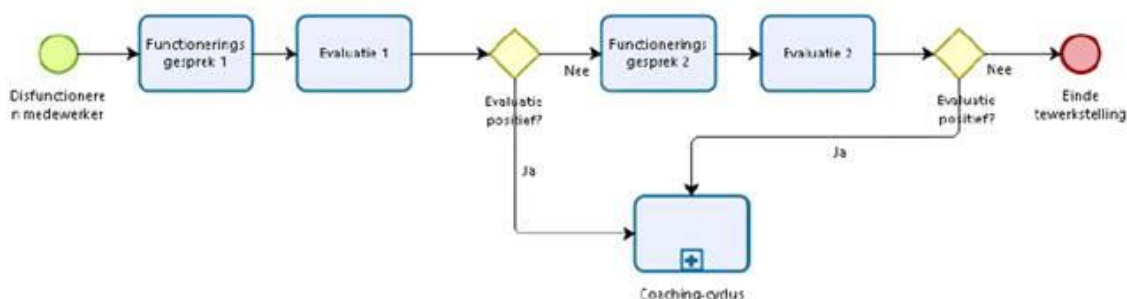 Disfunctionere
n medewerker
Functionerings
gesprek 1
Evaluatie 1
Evaluatie
positief?
Nee
Ja
Functionerings
gesprek 2
Evaluatie 2
Evaluatie
positief?
Nee
Ja
Einde
tewerkstelling
Coaching-cyclus